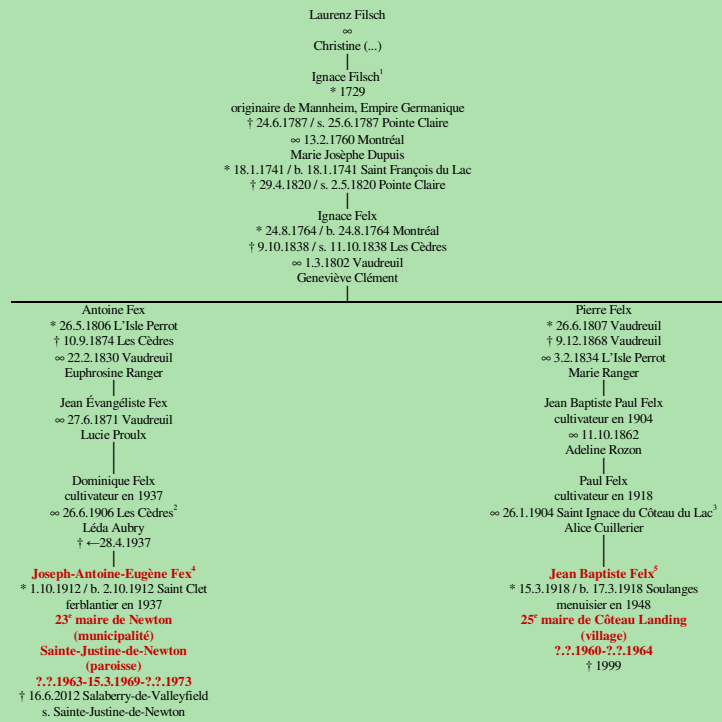 Laurenz Filsch
∞
Christine (...)
Ignace Filsch¹
* 1729
originaire de Mannheim, Empire Germanique
† 24.6.1787 / s. 25.6.1787 Pointe Claire
∞ 13.2.1760 Montréal
Marie Josèphe Dupuis
* 18.1.1741 / b. 18.1.1741 Saint François du Lac
† 29.4.1820 / s. 2.5.1820 Pointe Claire
Ignace Felx
* 24.8.1764 / b. 24.8.1764 Montréal
† 9.10.1838 / s. 11.10.1838 Les Cèdres
∞ 1.3.1802 Vaudreuil
Geneviève Clément
Antoine Fex
* 26.5.1806 L'Isle Perrot
† 10.9.1874 Les Cèdres
∞ 22.2.1830 Vaudreuil
Euphrosine Ranger
Jean Évangéliste Fex
∞ 27.6.1871 Vaudreuil
Lucie Proulx
Dominique Felx
cultivateur en 1937
∞ 26.6.1906 Les Cèdres²
Léda Aubry
† ←28.4.1937
Joseph-Antoine-Eugène Fex⁴
* 1.10.1912 / b. 2.10.1912 Saint Clet
ferblantier en 1937
23ᵉ maire de Newton
(municipalité)
Sainte-Justine-de-Newton
(paroisse)
?.?.1963-15.3.1969-?.?.1973
† 16.6.2012 Salaberry-de-Valleyfield
s. Sainte-Justine-de-Newton
Pierre Felx
* 26.6.1807 Vaudreuil
† 9.12.1868 Vaudreuil
∞ 3.2.1834 L'Isle Perrot
Marie Ranger
Jean Baptiste Paul Felx
cultivateur en 1904
∞ 11.10.1862
Adeline Rozon
Paul Felx
cultivateur en 1918
∞ 26.1.1904 Saint Ignace du Côteau du Lac³
Alice Cuillerier
Jean Baptiste Felx⁵
* 15.3.1918 / b. 17.3.1918 Soulanges
menuisier en 1948
25ᵉ maire de Côteau Landing
(village)
?.?.1960-?.?.1964
† 1999